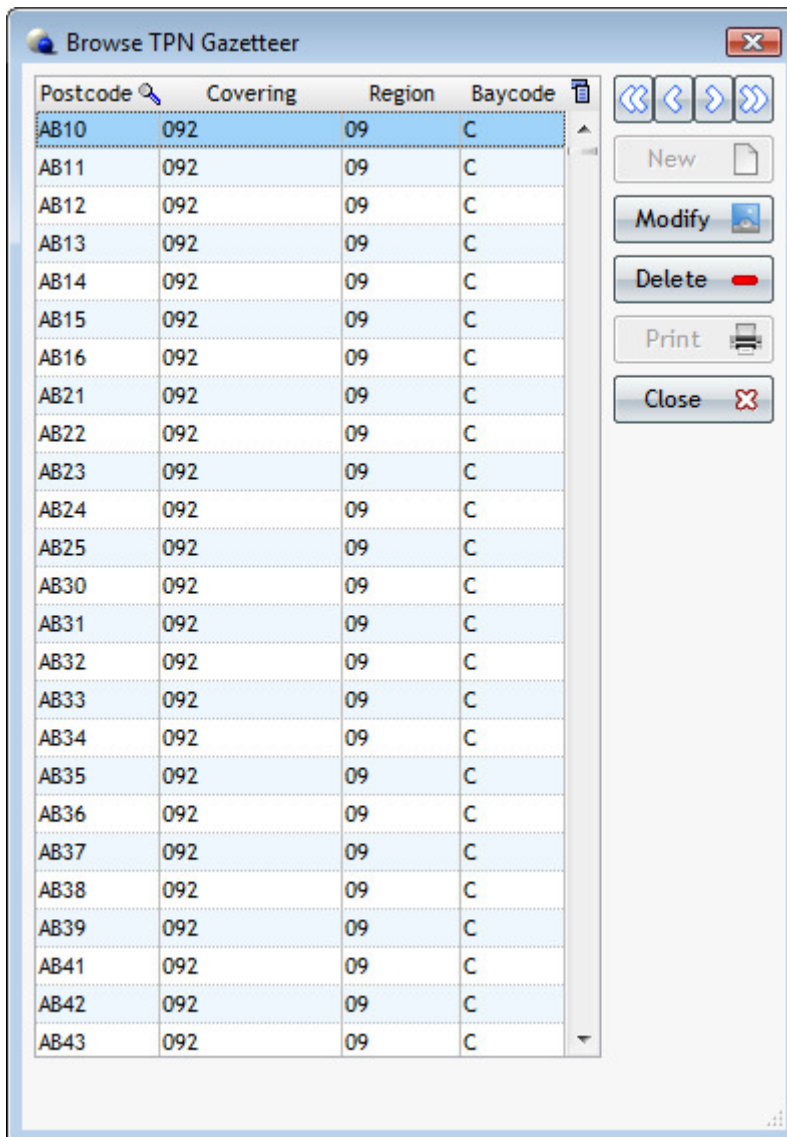 Browse TPN Gazetteer
Postcode Covering Region Baycode
AB10 092 09 C
AB11 092 09 C
AB12 092 09 C
AB13 092 09 C
AB14 092 09 C
AB15 092 09 C
AB16 092 09 C
AB21 092 09 C
AB22 092 09 C
AB23 092 09 C
AB24 092 09 C
AB25 092 09 C
AB30 092 09 C
AB31 092 09 C
AB32 092 09 C
AB33 092 09 C
AB34 092 09 C
AB35 092 09 C
AB36 092 09 C
AB37 092 09 C
AB38 092 09 C
AB39 092 09 C
AB41 092 09 C
AB42 092 09 C
AB43 092 09 C
New
Modify
Delete
Print
Close